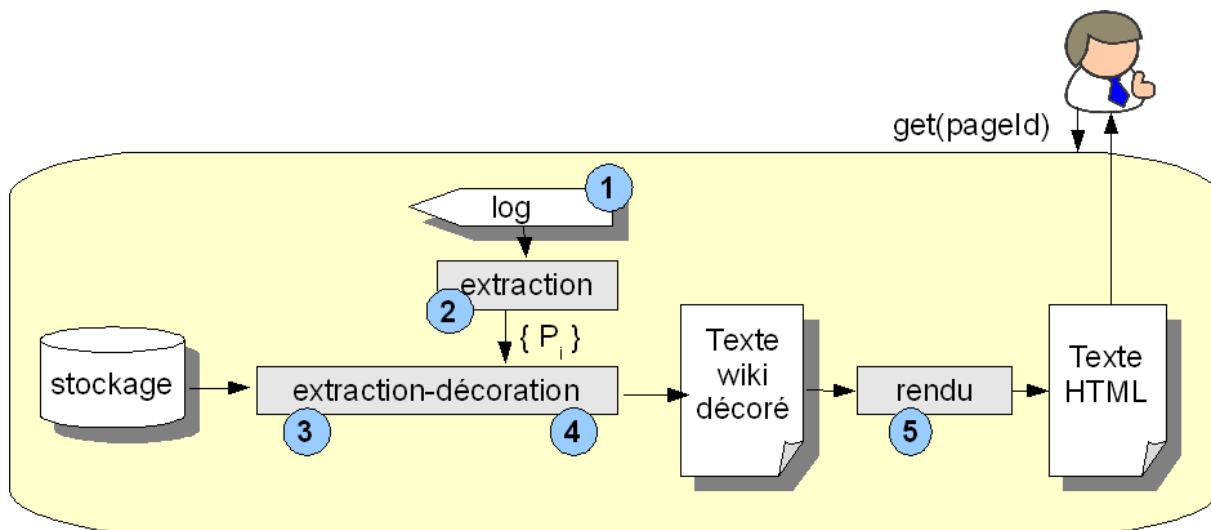 get(pageId)
1
log
extraction
2
{ Pi }
stockage
extraction-décoration
3
4
Texte
wiki
décoré
rendu
5
Texte
HTML